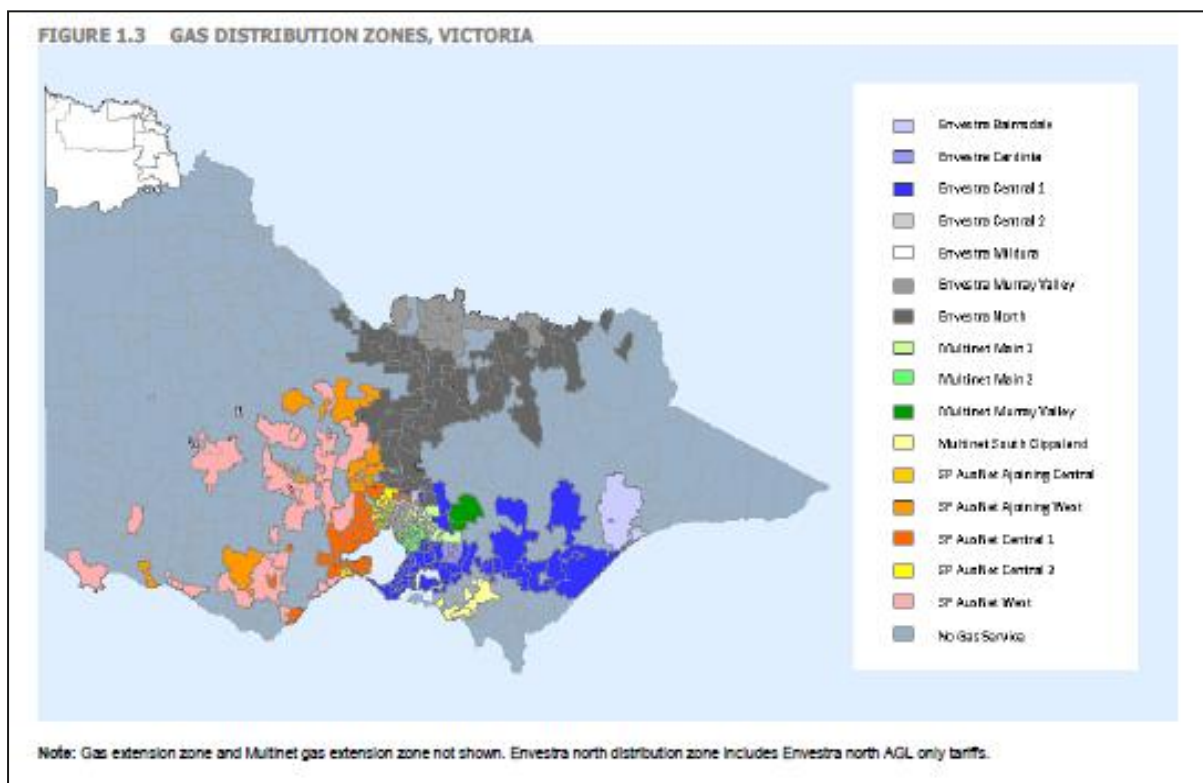 FIGURE 1.3 GAS DISTRIBUTION ZONES, VICTORIA
Envestra Bairnsdale
Envestra Cardinia
Envestra Central 1
Envestra Central 2
Envestra Mildura
Envestra Murray Valley
Envestra North
Multinet Main 1
Multinet Main 2
Multinet Murray Valley
Multinet South Gippsland
SP AusNet Ajoining Central
SP AusNet Ajoining West
SP AusNet Central 1
SP AusNet Central 2
SP AusNet West
No Gas Service
Note: Gas extension zone and Multinet gas extension zone not shown. Envestra north distribution zone includes Envestra north AGL only tariffs.